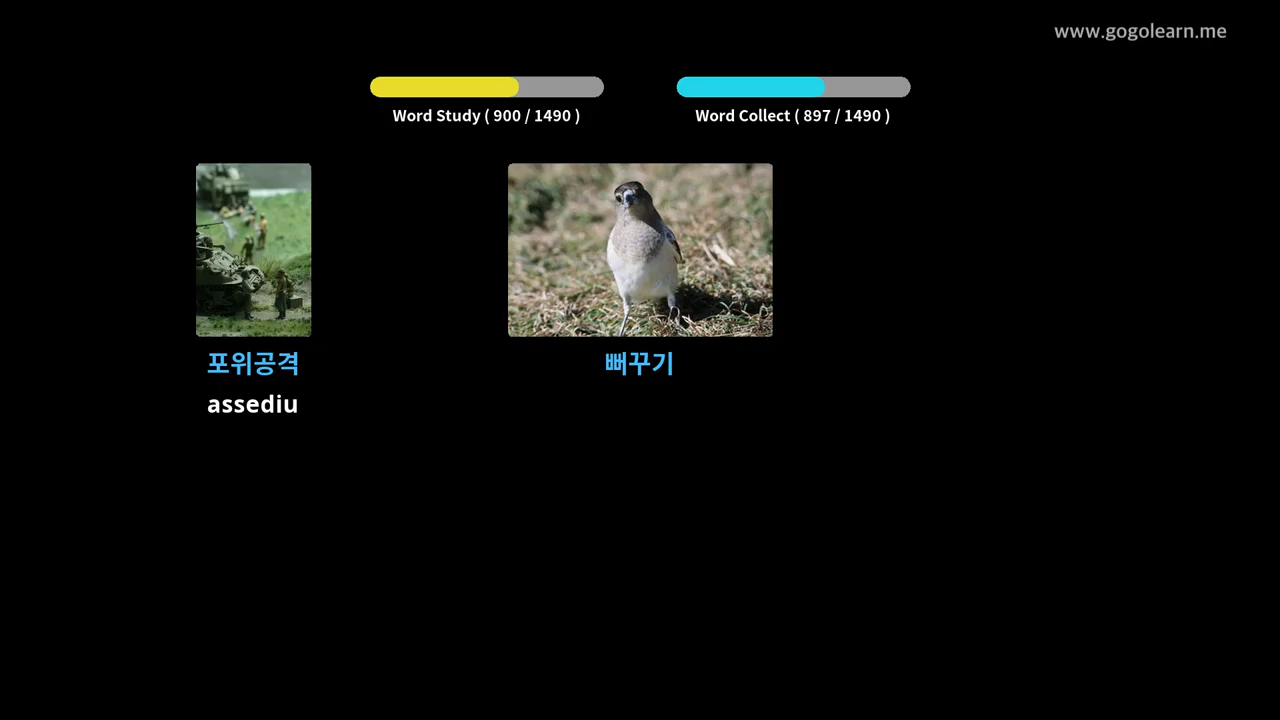 www.gogolearn.me
Word Study ( 900 / 1490 )
Word Collect ( 897 / 1490 )
포위공격
뻐꾸기
assediu